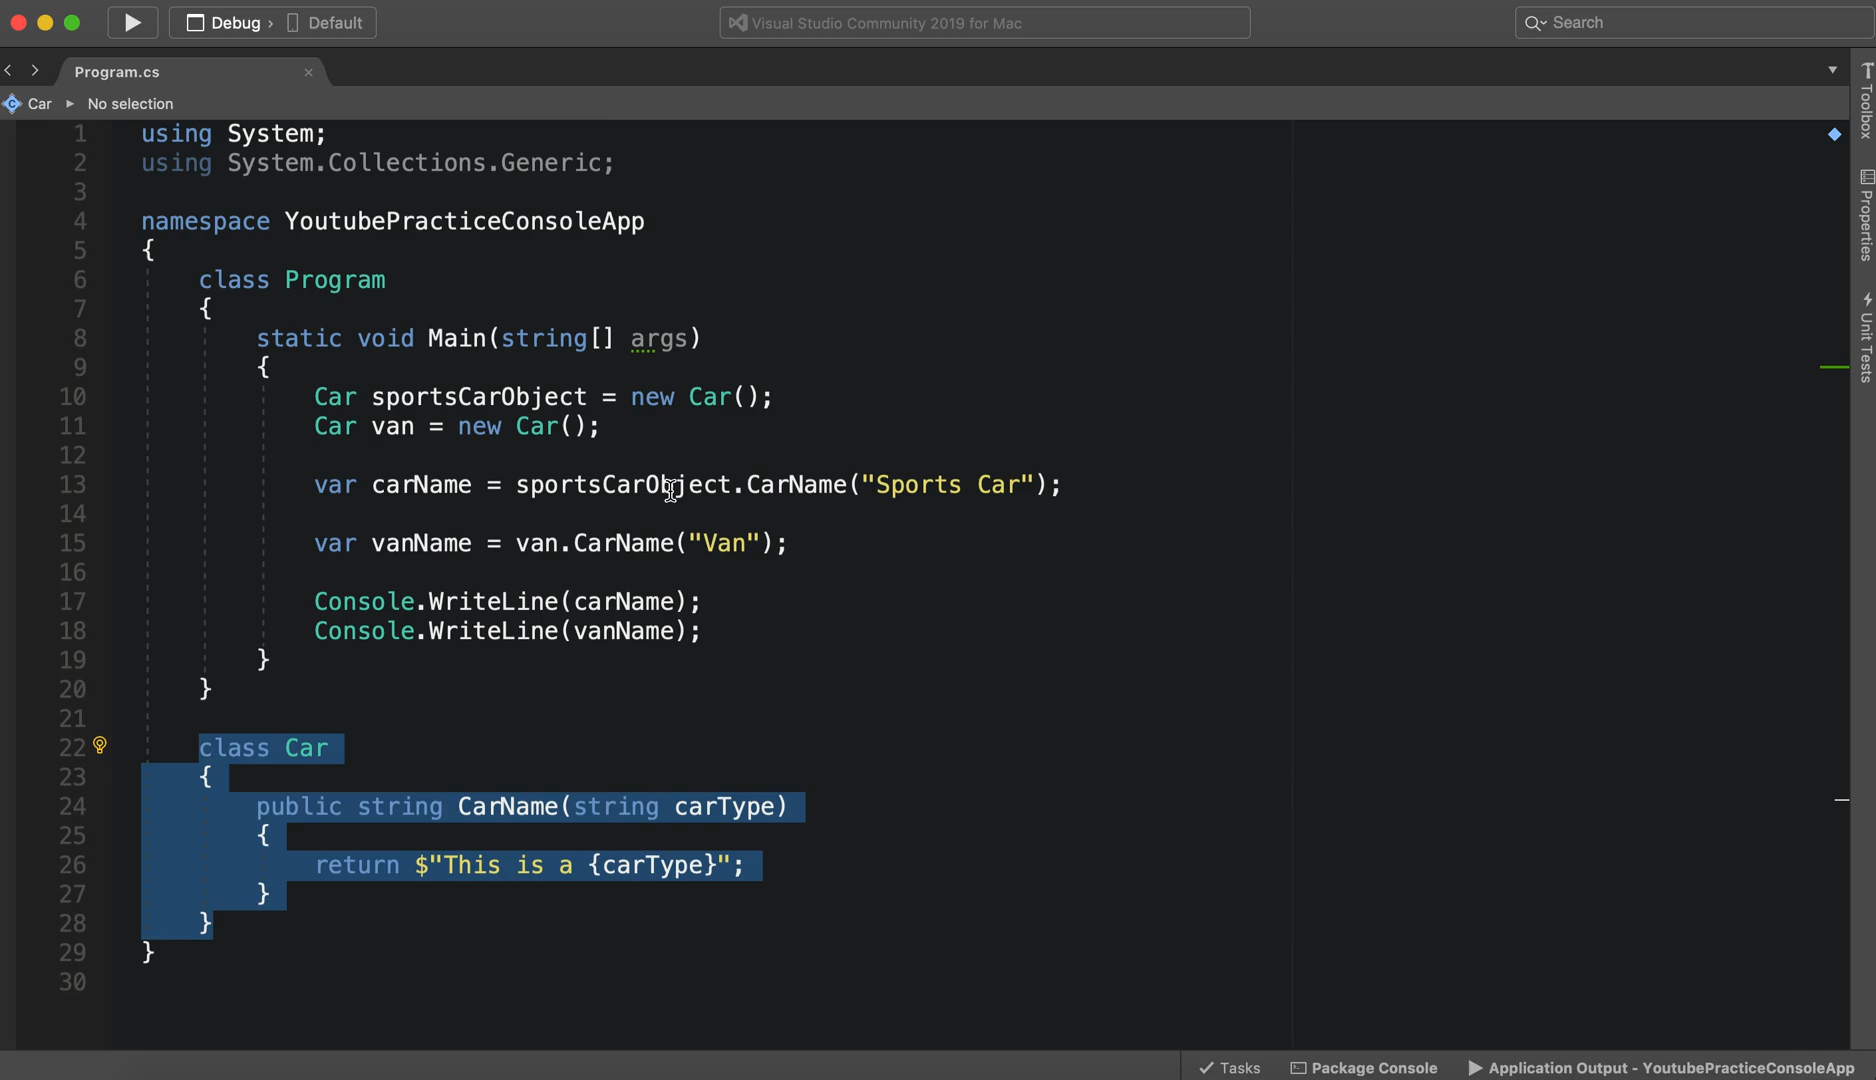 Debug › Default
Visual Studio Community 2019 for Mac
Search
Program.cs
Car ▸ No selection
1 using System;
2 using System.Collections.Generic;
3
4 namespace YoutubePracticeConsoleApp
5 {
6 class Program
7 {
8 static void Main(string[] args)
9 {
10 Car sportsCarObject = new Car();
11 Car van = new Car();
12
13 var carName = sportsCarObject.CarName("Sports Car");
14
15 var vanName = van.CarName("Van");
16
17 Console.WriteLine(carName);
18 Console.WriteLine(vanName);
19 }
20 }
21
22 class Car
23 {
24 public string CarName(string carType)
25 {
26 return $"This is a {carType}";
27 }
28 }
29 }
30
Toolbox
Properties
Unit Tests
Tasks
Package Console
Application Output - YoutubePracticeConsoleApp